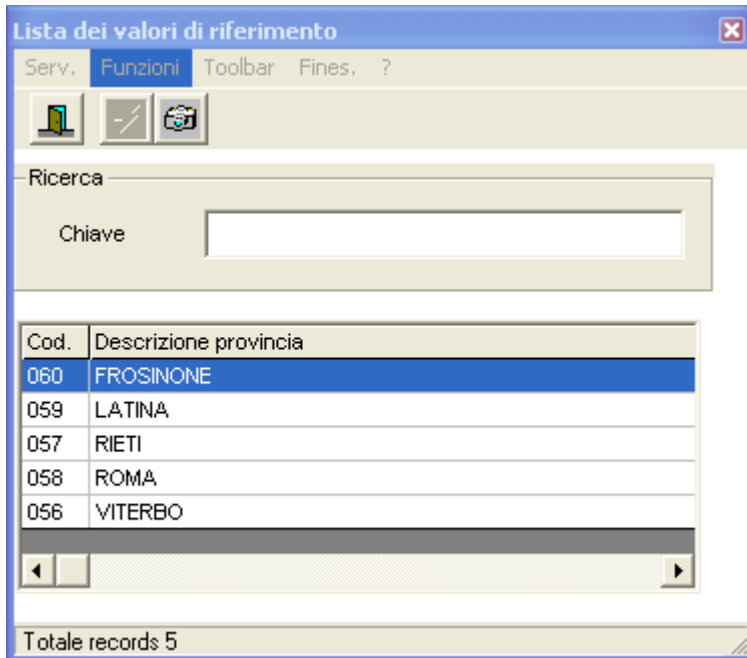 Lista dei valori di riferimento
Serv. Funzioni Toolbar Fines. ?
Ricerca
Chiave
Cod. Descrizione provincia
060 FROSINONE
059 LATINA
057 RIETI
058 ROMA
056 VITERBO
Totale records 5